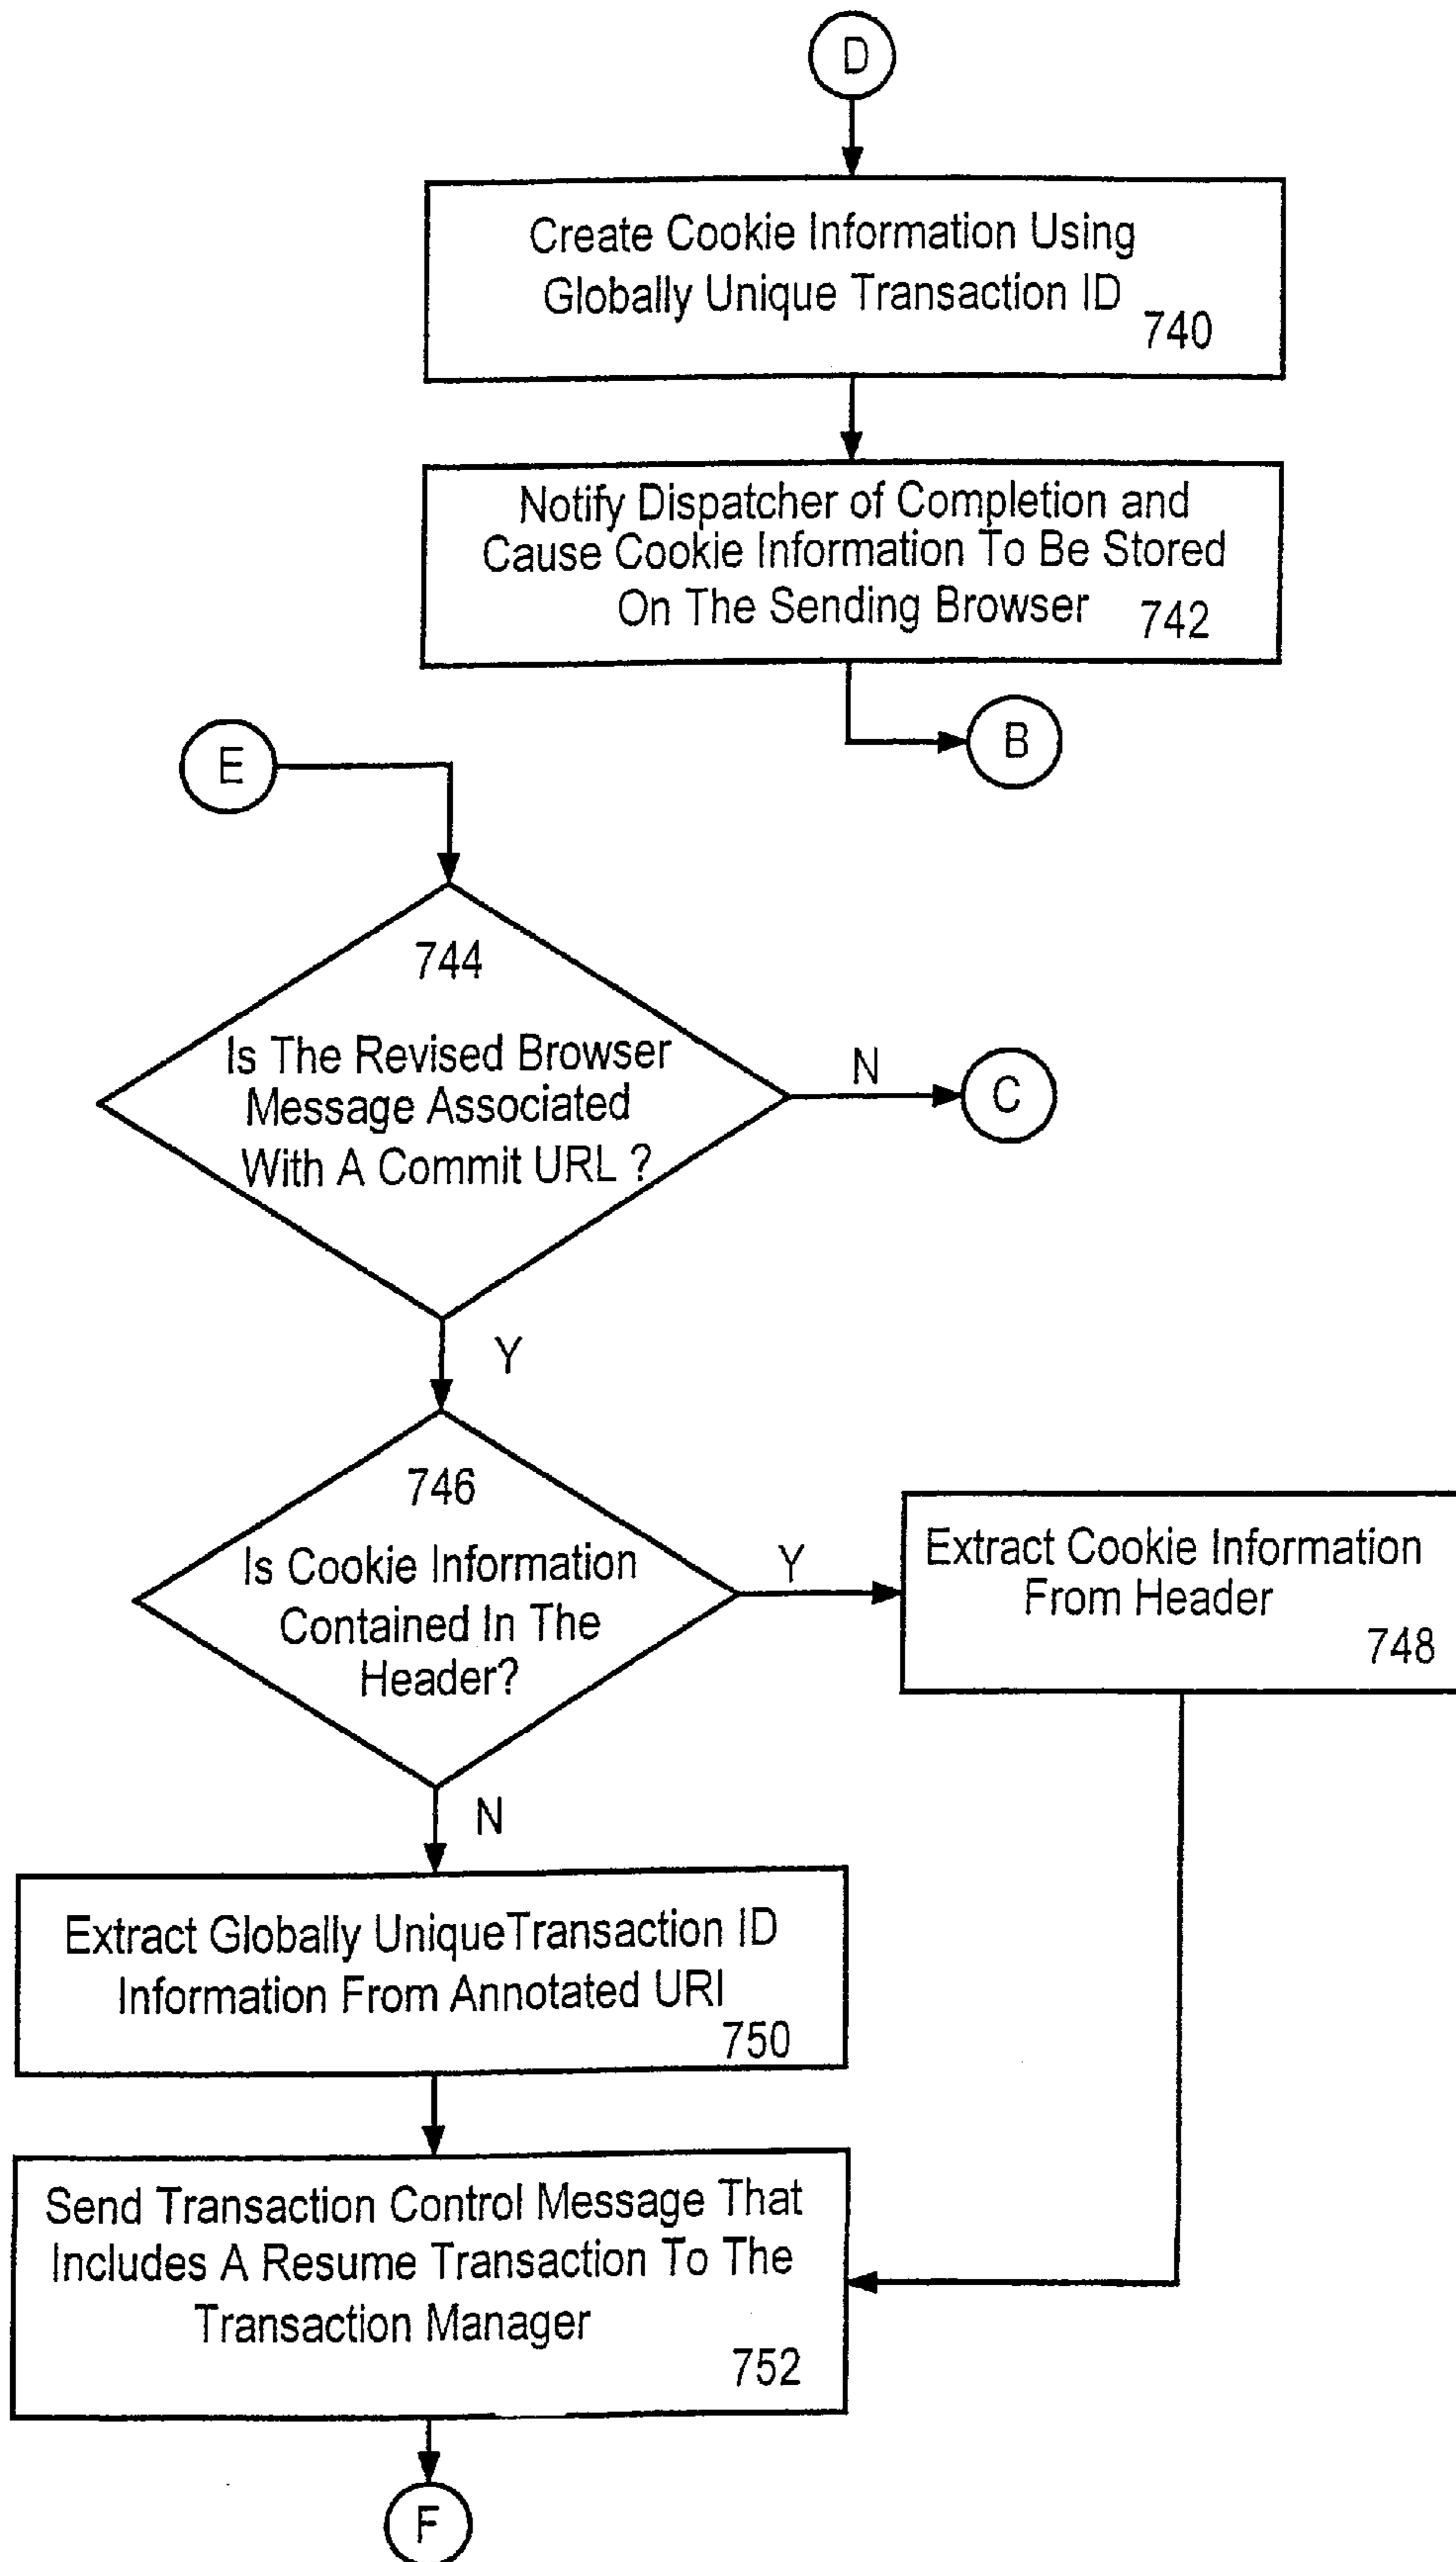 D
Create Cookie Information Using
Globally Unique Transaction ID
740
Notify Dispatcher of Completion and
Cause Cookie Information To Be Stored
On The Sending Browser 742
B
E
744
Is The Revised Browser
Message Associated
With A Commit URL ?
N
C
Y
746
Is Cookie Information
Contained In The
Header?
Y
Extract Cookie Information
From Header
748
N
Extract Globally UniqueTransaction ID
Information From Annotated URI
750
Send Transaction Control Message That
Includes A Resume Transaction To The
Transaction Manager
752
F